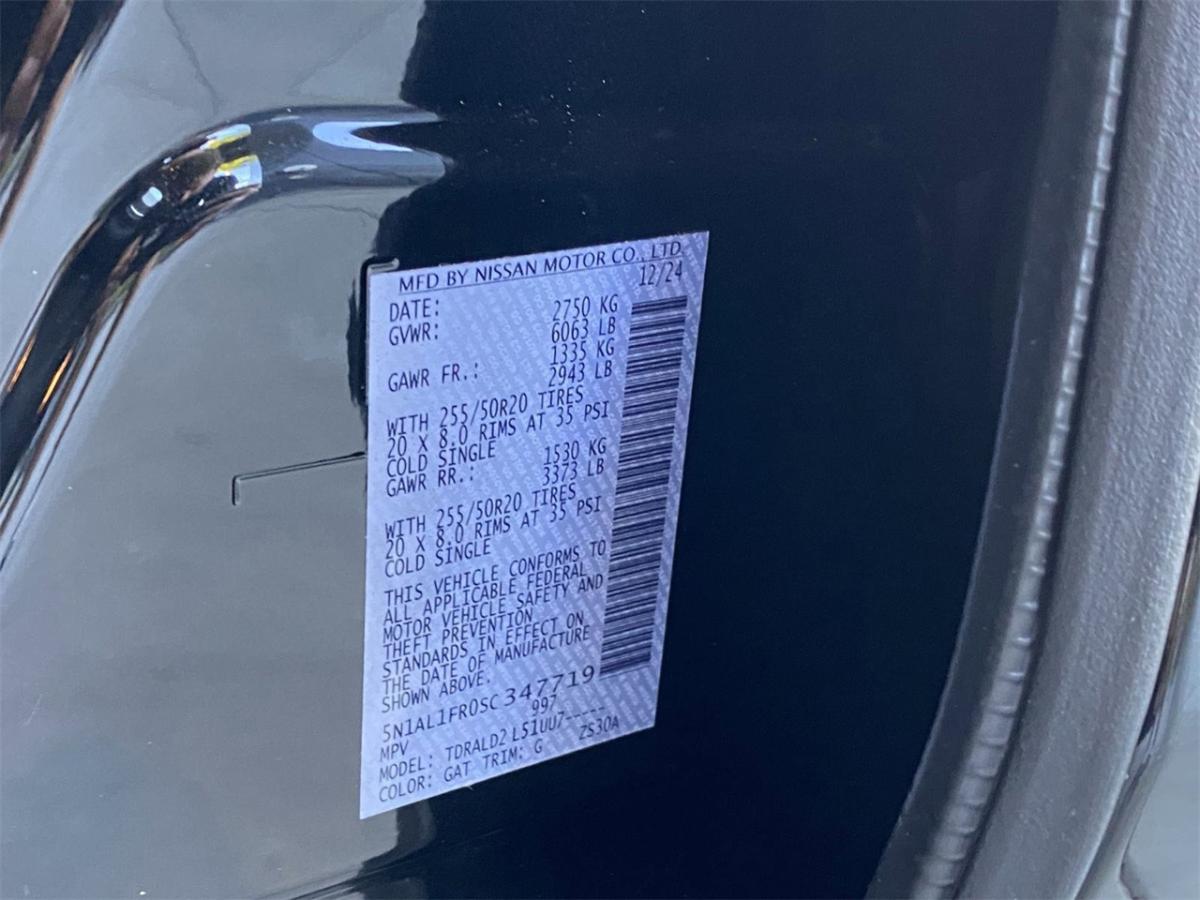 MFD BY NISSAN MOTOR CO., LTD.
DATE: 12/24
GVWR: 2750 KG
6063 LB
GAWR FR.: 1335 KG
2943 LB
WITH 255/50R20 TIRES
20 X 8.0 RIMS AT 35 PSI
COLD SINGLE
GAWR RR.: 1530 KG
3373 LB
WITH 255/50R20 TIRES
20 X 8.0 RIMS AT 35 PSI
COLD SINGLE
THIS VEHICLE CONFORMS TO
ALL APPLICABLE FEDERAL
MOTOR VEHICLE SAFETY AND
THEFT PREVENTION
STANDARDS IN EFFECT ON
THE DATE OF MANUFACTURE
SHOWN ABOVE.
5N1AL1FR0SC347719
MPV 997
MODEL: TDRALD2 L51UU7-----
COLOR: GAT TRIM: G ZS30A